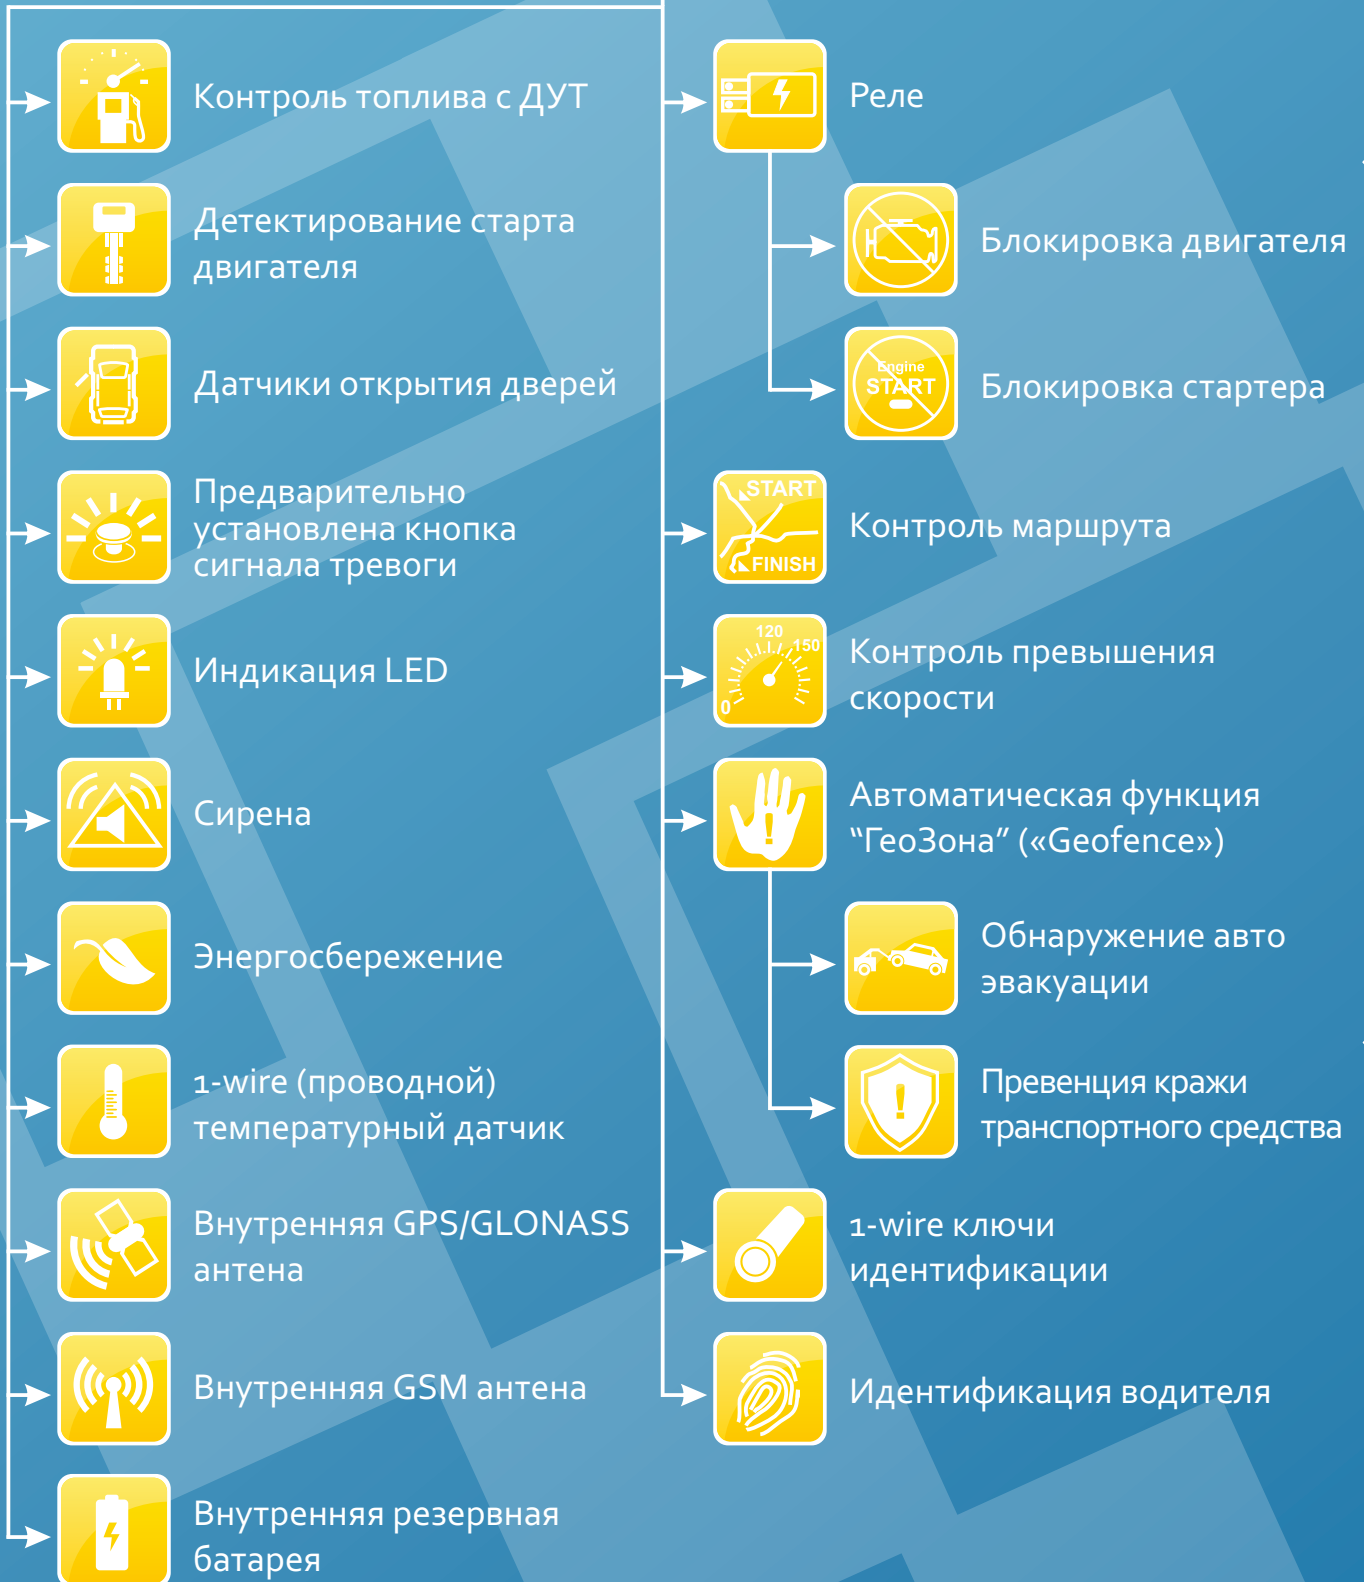 Контроль топлива с ДУТ
Детектирование старта
двигателя
Датчики открытия дверей
Предварительно
установлена кнопка
сигнала тревоги
Индикация LED
Сирена
Энергосбережение
1-wire (проводной)
температурный датчик
Внутренняя GPS/GLONASS
антена
Внутренняя GSM антена
Внутренняя резервная
батарея
Реле
Блокировка двигателя
Engine
START
Блокировка стартера
START
FINISH
Контроль маршрута
120
150
0
Контроль превышения
скорости
Автоматическая функция
“ГеоЗона” («Geofence»)
Обнаружение авто
эвакуации
Превенция кражи
транспортного средства
1-wire ключи
идентификации
Идентификация водителя